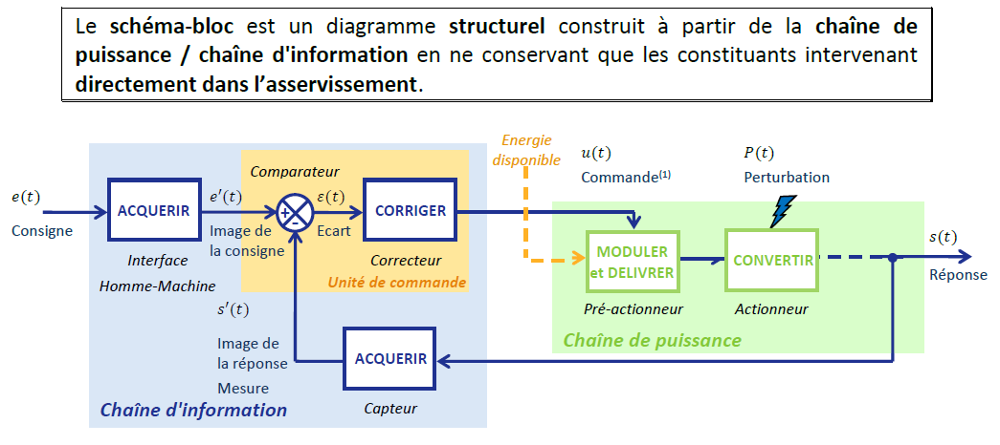 Le schéma-bloc est un diagramme structurel construit à partir de la chaîne de
puissance / chaîne d'information en ne conservant que les constituants intervenant
directement dans l’asservissement.
Energie
disponible
u(t)
Commande(1)
P(t)
Perturbation
e(t)
Consigne
ACQUERIR
Interface
Homme-Machine
e′(t)
Image de
la consigne
Comparateur
+
-
ε(t)
Ecart
CORRIGER
Correcteur
Unité de commande
MODULER
et DELIVRER
Pré-actionneur
CONVERTIR
Actionneur
s(t)
Réponse
Chaîne de puissance
s′(t)
Image de
la réponse
Mesure
ACQUERIR
Capteur
Chaîne d'information